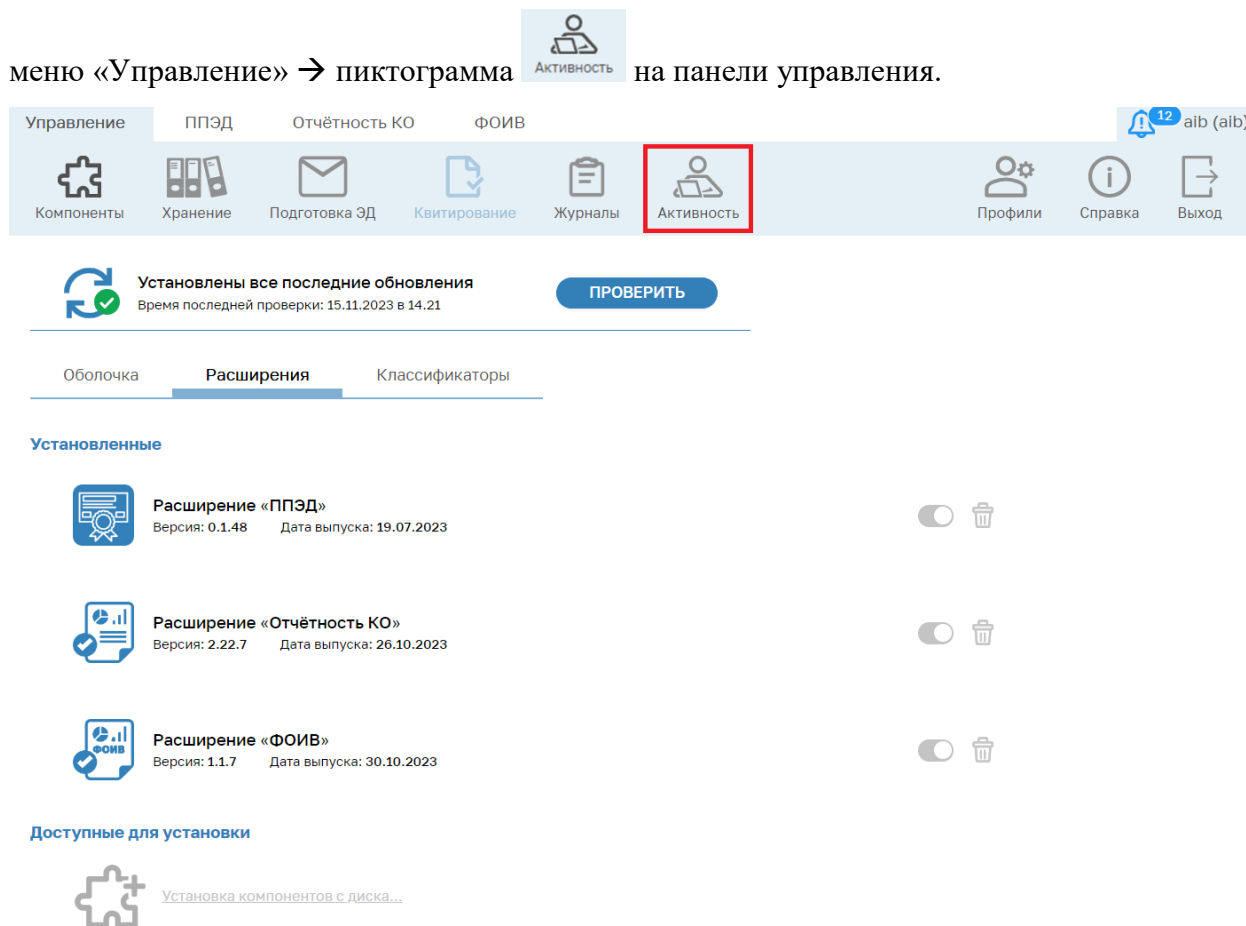 меню «Управление» → пиктограмма Активность на панели управления.
Управление ППЭД Отчётность КО ФОИВ 12 aib (aib)
Компоненты Хранение Подготовка ЭД Квитирование Журналы Активность Профили Справка Выход
Установлены все последние обновления
Время последней проверки: 15.11.2023 в 14.21
ПРОВЕРИТЬ
Оболочка Расширения Классификаторы
Установленные
Расширение «ППЭД»
Версия: 0.1.48 Дата выпуска: 19.07.2023
Расширение «Отчётность КО»
Версия: 2.22.7 Дата выпуска: 26.10.2023
ФОИВ
Расширение «ФОИВ»
Версия: 1.1.7 Дата выпуска: 30.10.2023
Доступные для установки
Установка компонентов с диска...